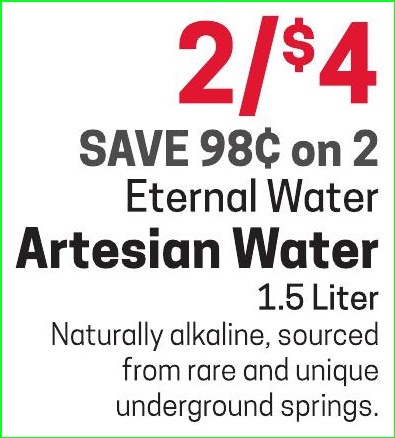 2/$4
SAVE 98¢ on 2
Eternal Water
Artesian Water
1.5 Liter
Naturally alkaline, sourced
from rare and unique
underground springs.